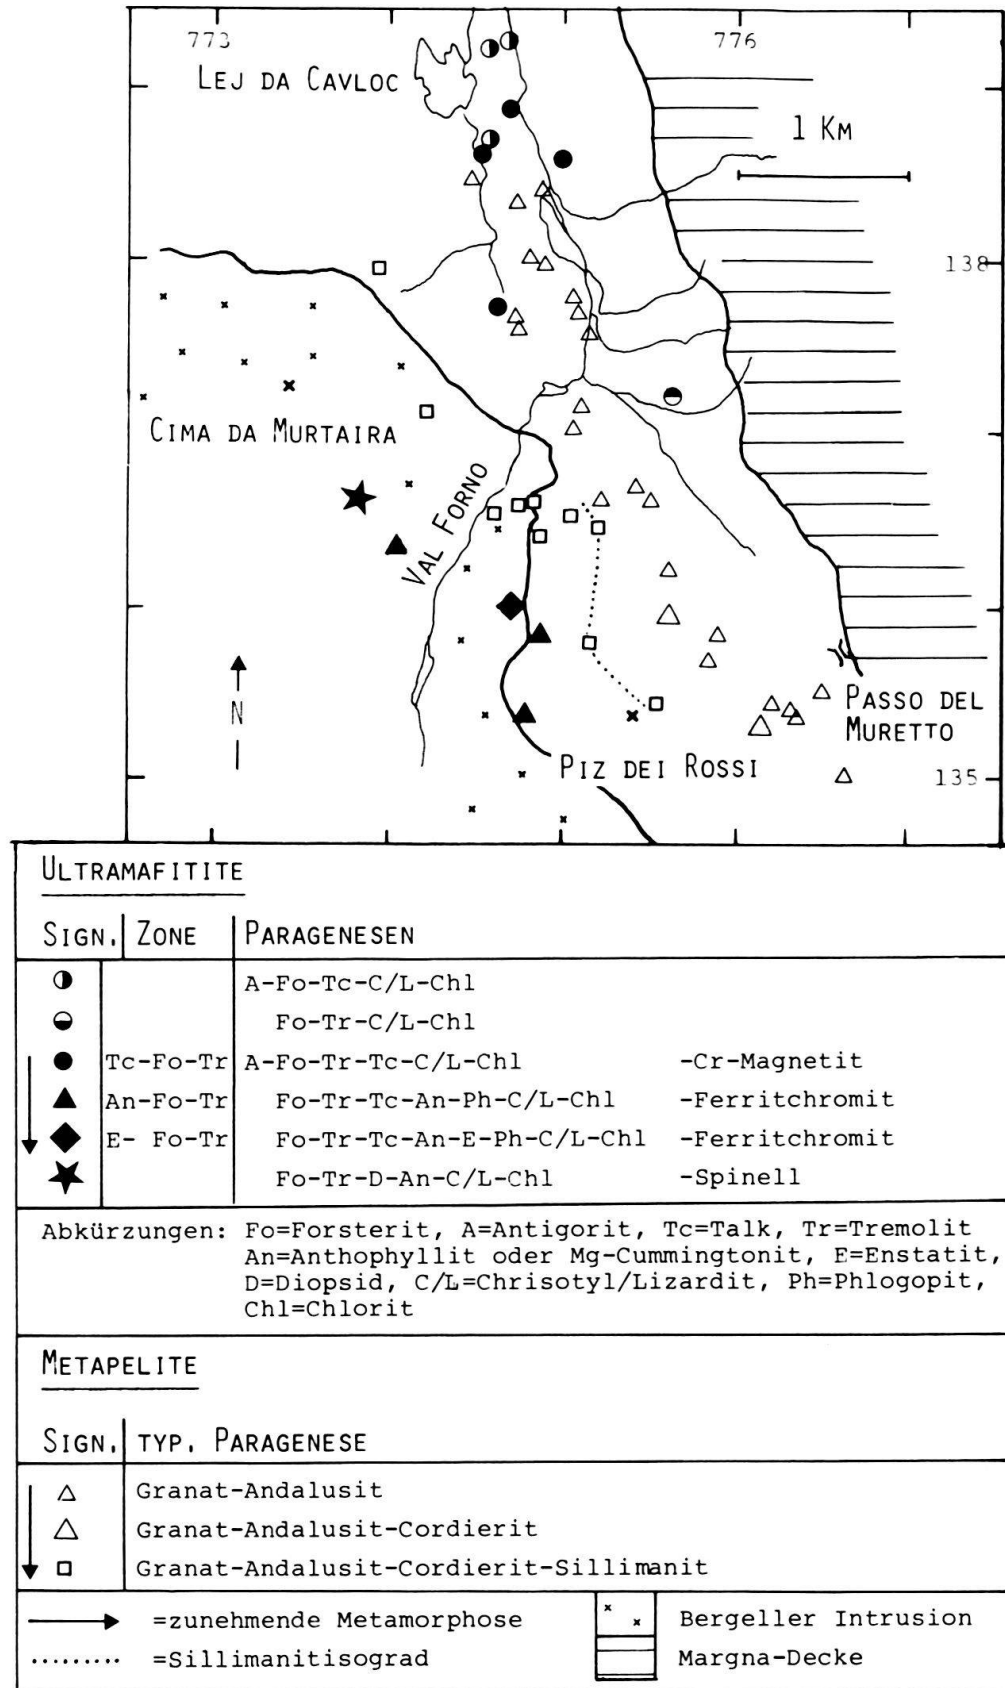 773
776
LEJ DA CAVLOC
1 KM
138
CIMA DA MURTAIRA
VAL FORNO
N
PASSO DEL
MURETTO
PIZ DEI ROSSI
135
ULTRAMAFITITE
SIGN. ZONE PARAGENESEN
A-Fo-Tc-C/L-Chl
Fo-Tr-C/L-Chl
Tc-Fo-Tr A-Fo-Tr-Tc-C/L-Chl -Cr-Magnetit
An-Fo-Tr Fo-Tr-Tc-An-Ph-C/L-Chl -Ferritchromit
E- Fo-Tr Fo-Tr-Tc-An-E-Ph-C/L-Chl -Ferritchromit
Fo-Tr-D-An-C/L-Chl -Spinell
Abkürzungen: Fo=Forsterit, A=Antigorit, Tc=Talk, Tr=Tremolit
An=Anthophyllit oder Mg-Cummingtonit, E=Enstatit,
D=Diopsid, C/L=Chrisotyl/Lizardit, Ph=Phlogopit,
Chl=Chlorit
METAPELITE
SIGN. TYP. PARAGENESE
Granat-Andalusit
Granat-Andalusit-Cordierit
Granat-Andalusit-Cordierit-Sillimanit
=zunehmende Metamorphose
Bergeller Intrusion
=Sillimanitisograd
Margna-Decke